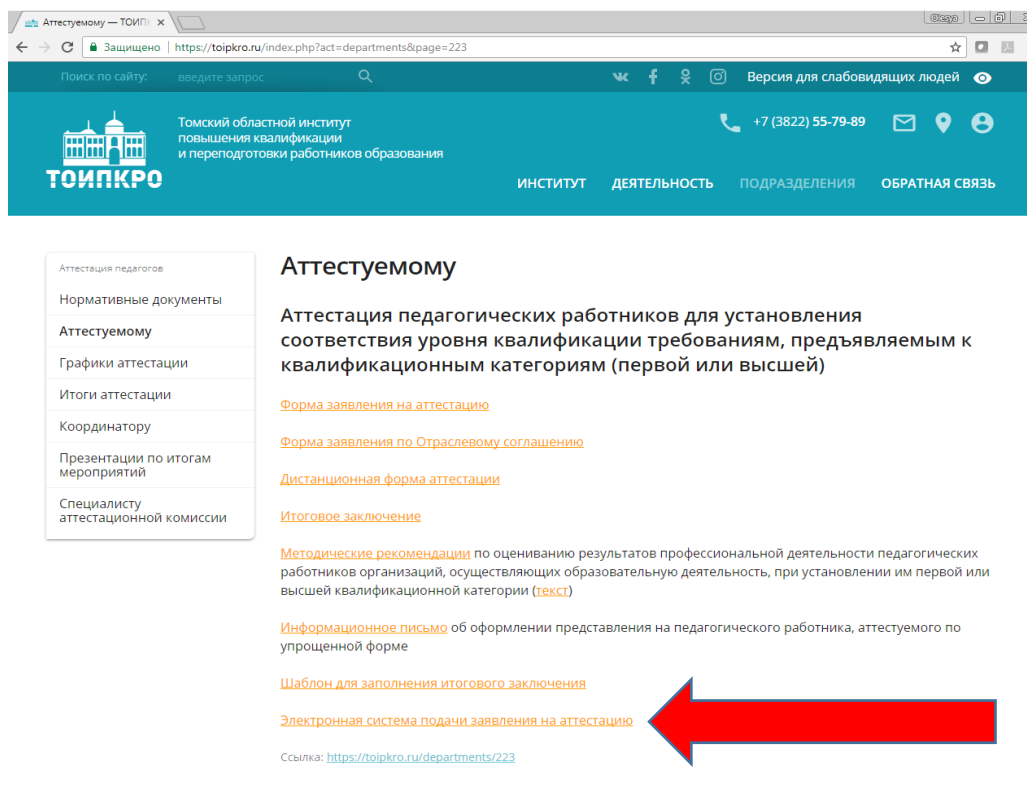 Аттестуемому — ТОИП
Olesya
Защищено
https://toipkro.ru/index.php?act=departments&page=223
Поиск по сайту:
введите запрос
Версия для слабовидящих людей
Томский областной институт
повышения квалификации
и переподготовки работников образования
+7 (3822) 55-79-89
ТОИПКРО
ИНСТИТУТ
ДЕЯТЕЛЬНОСТЬ
ПОДРАЗДЕЛЕНИЯ
ОБРАТНАЯ СВЯЗЬ
Аттестация педагогов
Нормативные документы
Аттестуемому
Графики аттестации
Итоги аттестации
Координатору
Презентации по итогам
мероприятий
Специалисту
аттестационной комиссии
Аттестуемому
Аттестация педагогических работников для установления
соответствия уровня квалификации требованиям, предъявляемым к
квалификационным категориям (первой или высшей)
Форма заявления на аттестацию
Форма заявления по Отраслевому соглашению
Дистанционная форма аттестации
Итоговое заключение
Методические рекомендации по оцениванию результатов профессиональной деятельности педагогических
работников организаций, осуществляющих образовательную деятельность, при установлении им первой или
высшей квалификационной категории (текст)
Информационное письмо об оформлении представления на педагогического работника, аттестуемого по
упрощенной форме
Шаблон для заполнения итогового заключения
Электронная система подачи заявления на аттестацию
Ссылка: https://toipkro.ru/departments/223